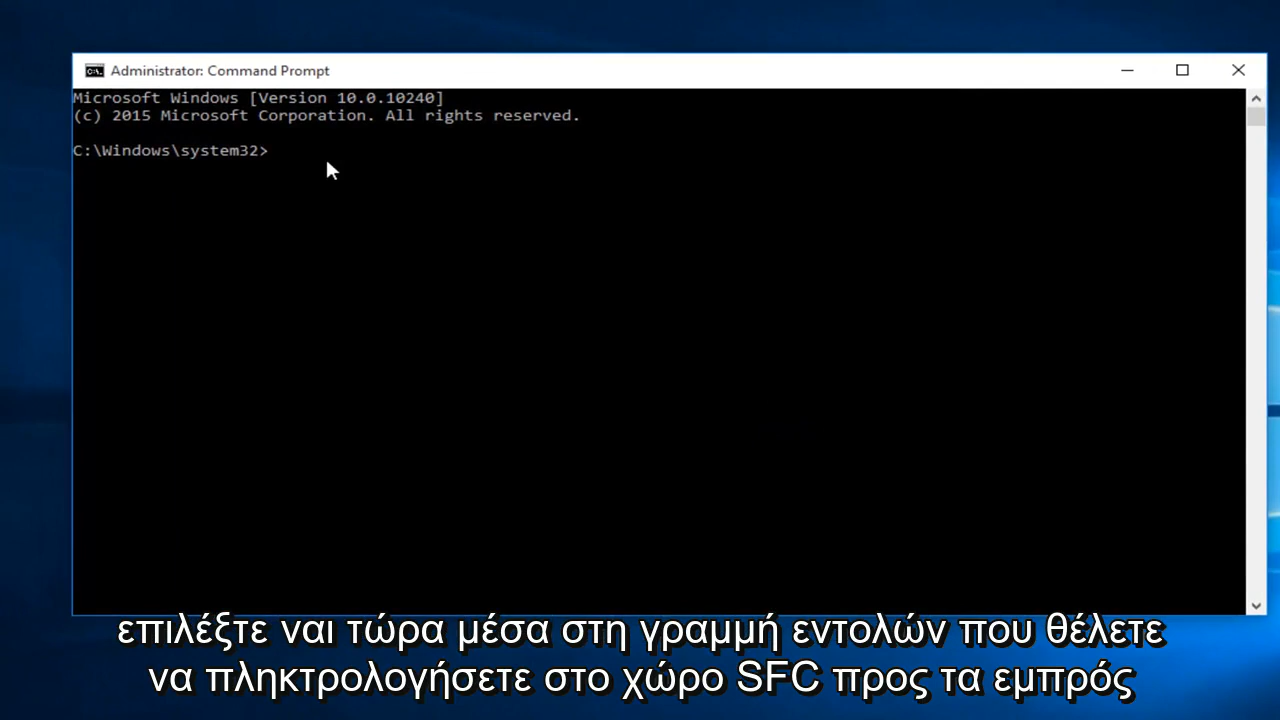 Administrator: Command Prompt
Microsoft Windows [Version 10.0.10240]
(c) 2015 Microsoft Corporation. All rights reserved.
C:\Windows\system32>
επιλέξτε ναι τώρα μέσα στη γραμμή εντολών που θέλετε
να πληκτρολογήσετε στο χώρο SFC προς τα εμπρός